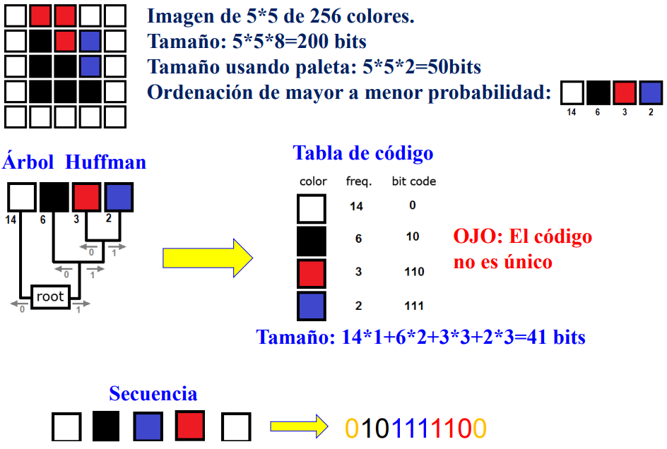 Imagen de 5*5 de 256 colores.
Tamaño: 5*5*8=200 bits
Tamaño usando paleta: 5*5*2=50bits
Ordenación de mayor a menor probabilidad:
14 6 3 2
Árbol Huffman
14 6 3 2
0 1
0 1
root
0 1
Tabla de código
color freq. bit code
14 0
6 10
3 110
2 111
OJO: El código
no es único
Tamaño: 14*1+6*2+3*3+2*3=41 bits
Secuencia
0101111100